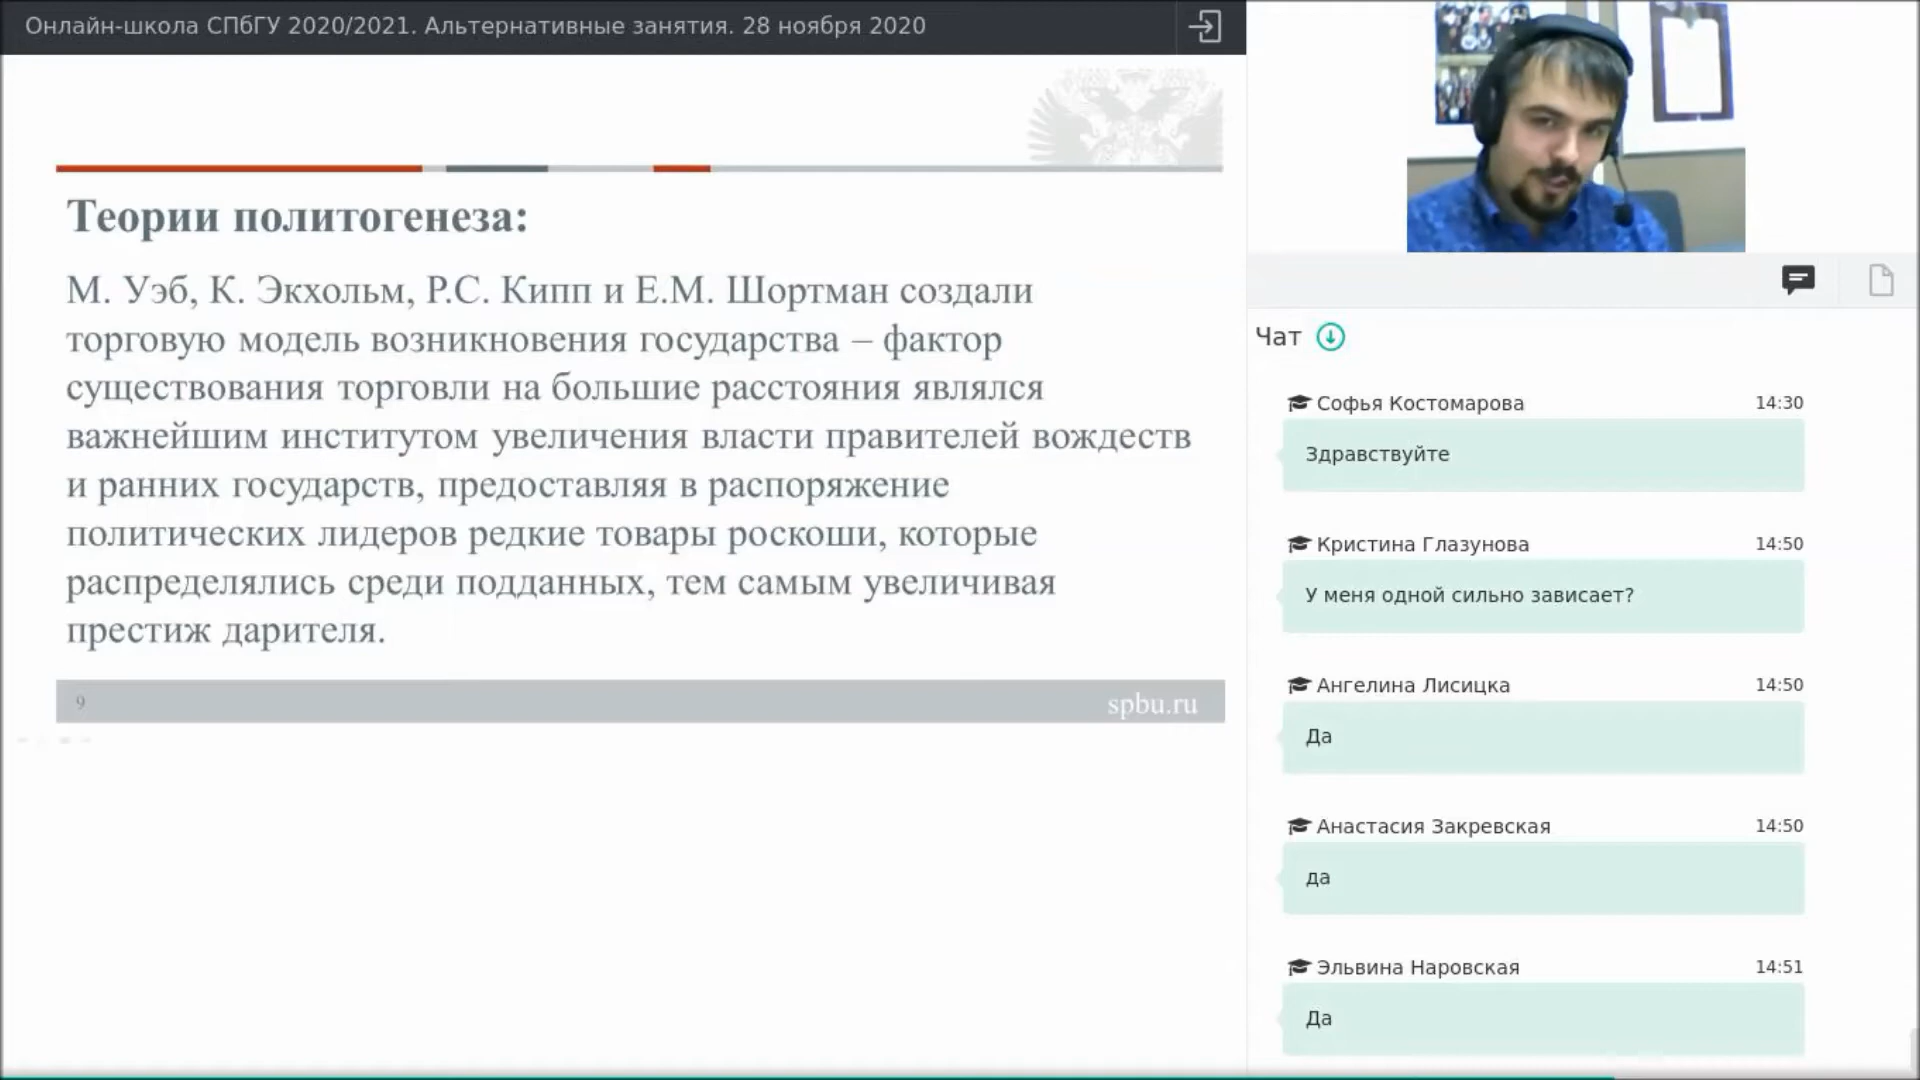 Онлайн-школа СПбГУ 2020/2021. Альтернативные занятия. 28 ноября 2020
Теории политогенеза:
М. Уэб, К. Экхольм, Р.С. Кипп и Е.М. Шортман создали
торговую модель возникновения государства – фактор
существования торговли на большие расстояния являлся
важнейшим институтом увеличения власти правителей вождеств
и ранних государств, предоставляя в распоряжение
политических лидеров редкие товары роскоши, которые
распределялись среди подданных, тем самым увеличивая
престиж дарителя.
9
spbu.ru
Чат
Софья Костомарова 14:30
Здравствуйте
Кристина Глазунова 14:50
У меня одной сильно зависает?
Ангелина Лисицка 14:50
Да
Анастасия Закревская 14:50
да
Эльвина Наровская 14:51
Да